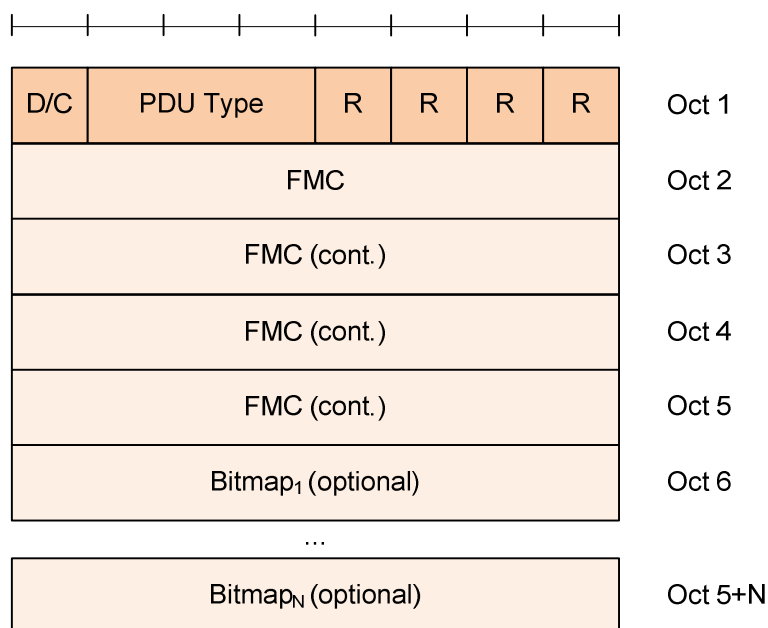 D/C PDU Type R R R R Oct 1
FMC Oct 2
FMC (cont.) Oct 3
FMC (cont.) Oct 4
FMC (cont.) Oct 5
Bitmap₁ (optional) Oct 6
...
Bitmap_N (optional) Oct 5+N